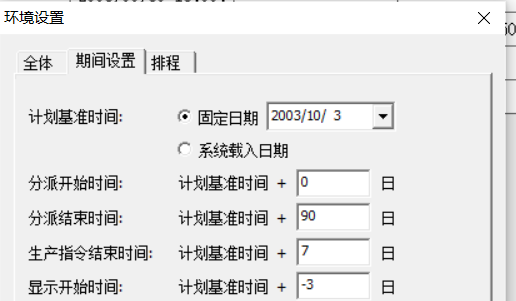 环境设置
50
全体 期间设置 排程
计划基准时间: 固定日期 2003/10/ 3
系统载入日期
分派开始时间: 计划基准时间 + 0 日
分派结束时间: 计划基准时间 + 90 日
生产指令结束时间: 计划基准时间 + 7 日
显示开始时间: 计划基准时间 + -3 日